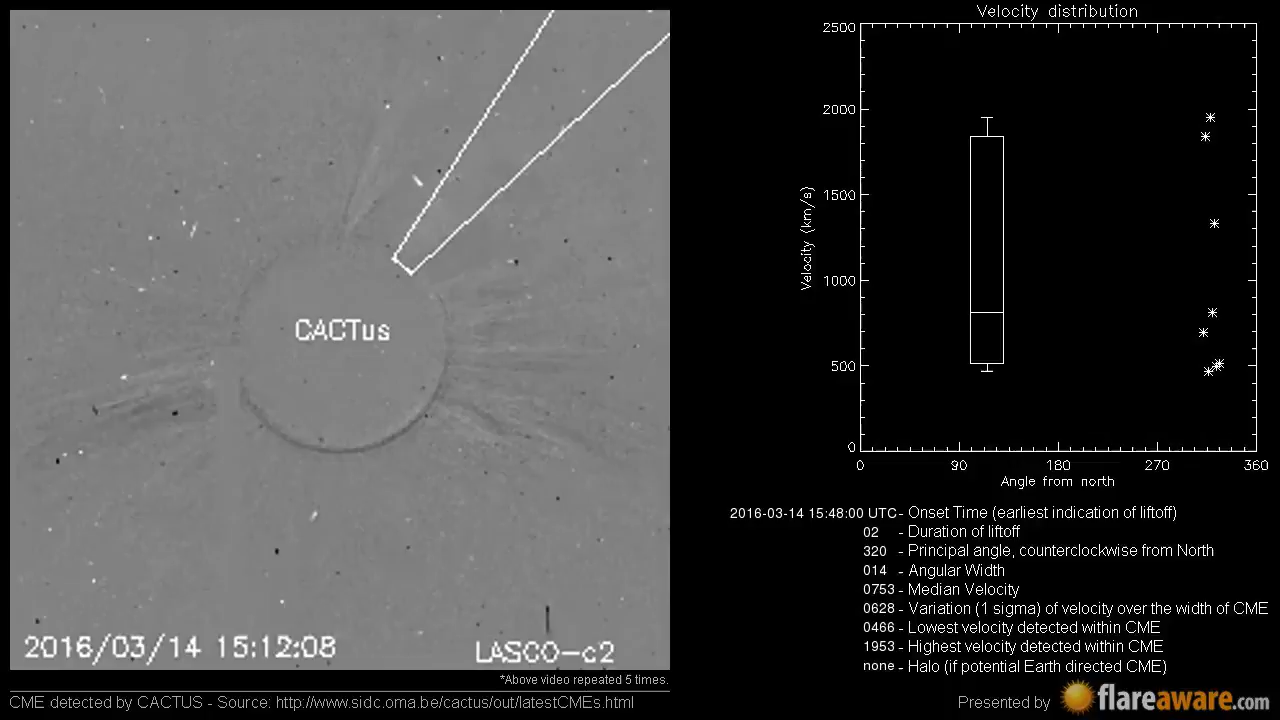 CACTus
2016/03/14 15:12:08
LASCO-c2
*Above video repeated 5 times.
CME detected by CACTUS - Source: http://www.sidc.oma.be/cactus/out/latestCMEs.html
Velocity distribution
2500
2000
1500
1000
500
0
Velocity (km/s)
0 90 180 270 360
Angle from north
2016-03-14 15:48:00 UTC - Onset Time (earliest indication of liftoff)
02 - Duration of liftoff
320 - Principal angle, counterclockwise from North
014 - Angular Width
0753 - Median Velocity
0628 - Variation (1 sigma) of velocity over the width of CME
0466 - Lowest velocity detected within CME
1953 - Highest velocity detected within CME
none - Halo (if potential Earth directed CME)
Presented by flareaware.com